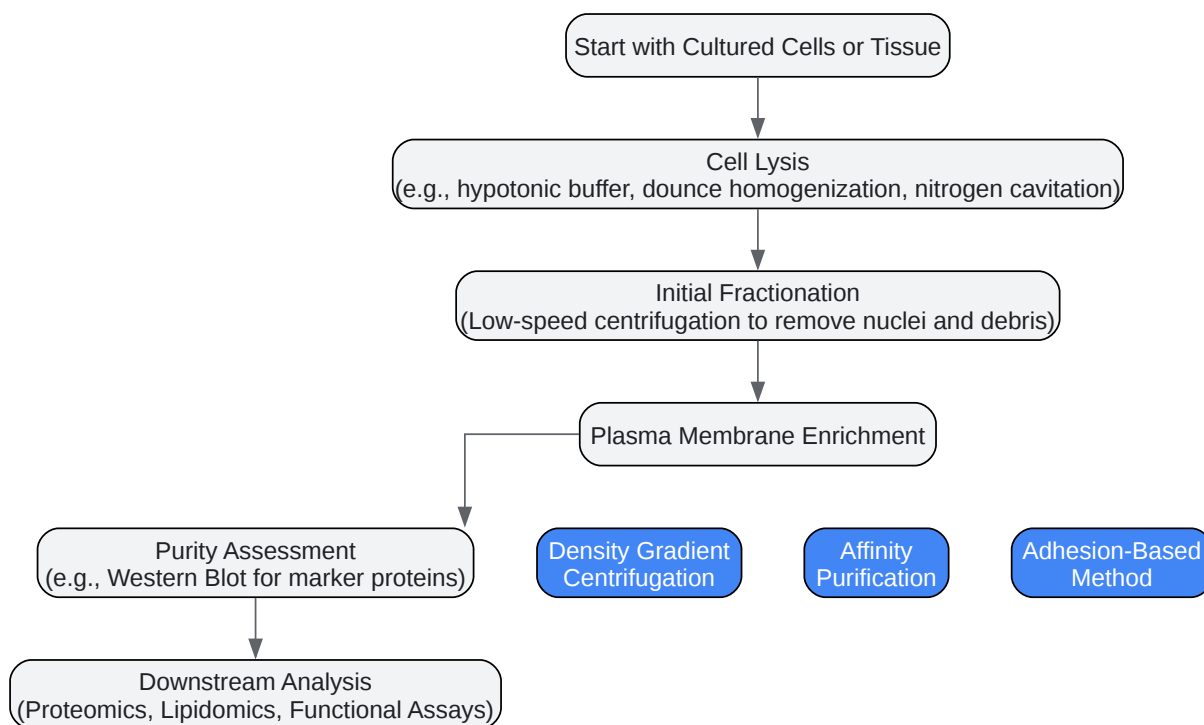 Start with Cultured Cells or Tissue
Cell Lysis
(e.g., hypotonic buffer, dounce homogenization, nitrogen cavitation)
Initial Fractionation
(Low-speed centrifugation to remove nuclei and debris)
Plasma Membrane Enrichment
Purity Assessment
(e.g., Western Blot for marker proteins)
Density Gradient
Centrifugation
Affinity
Purification
Adhesion-Based
Method
Downstream Analysis
(Proteomics, Lipidomics, Functional Assays)